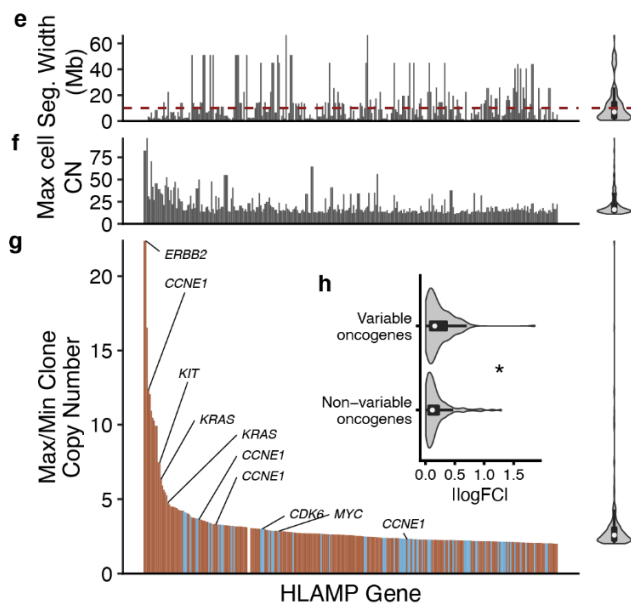 e
Seg. Width
(Mb)
60
40
20
0
f
Max cell
CN
75
50
25
0
g
Max/Min Clone
Copy Number
20
15
10
5
0
ERBB2
CCNE1
KIT
KRAS
KRAS
CCNE1
CCNE1
CDK6
MYC
CCNE1
HLAMP Gene
h
Variable
oncogenes
Non-variable
oncogenes
*
0.0 0.5 1.0 1.5
|logFC|